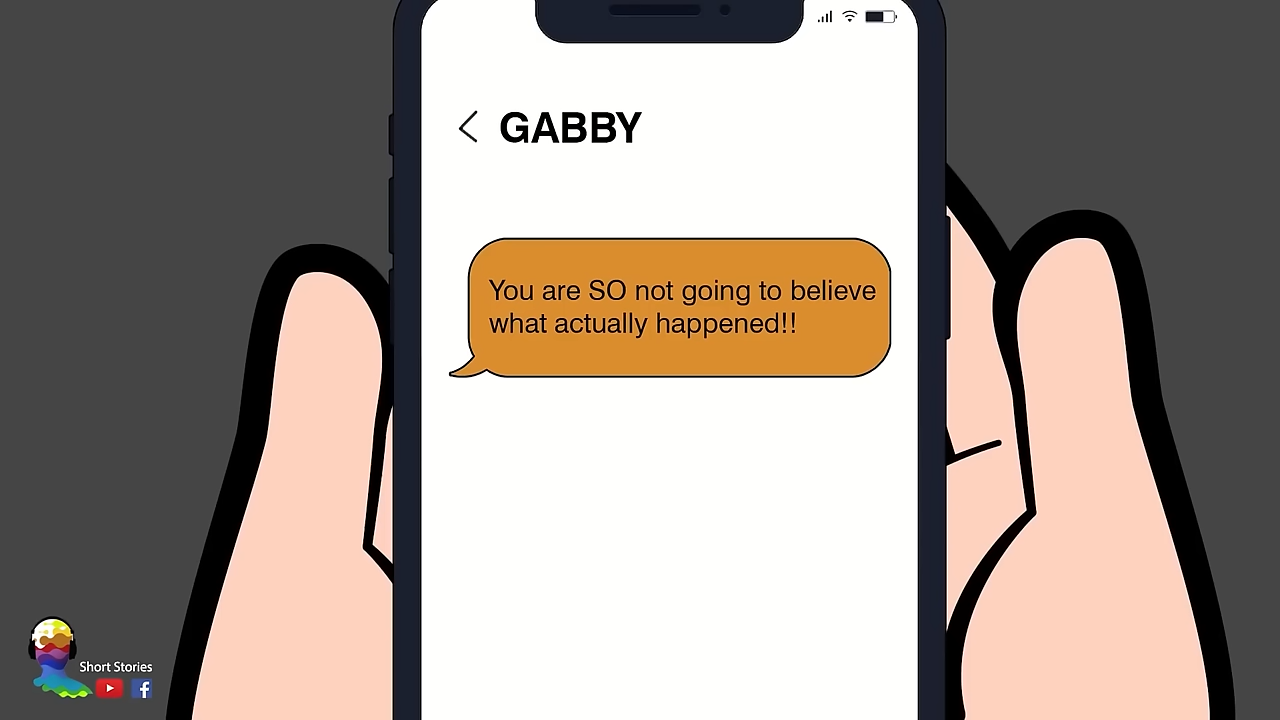 GABBY
You are SO not going to believe
what actually happened!!
Short Stories